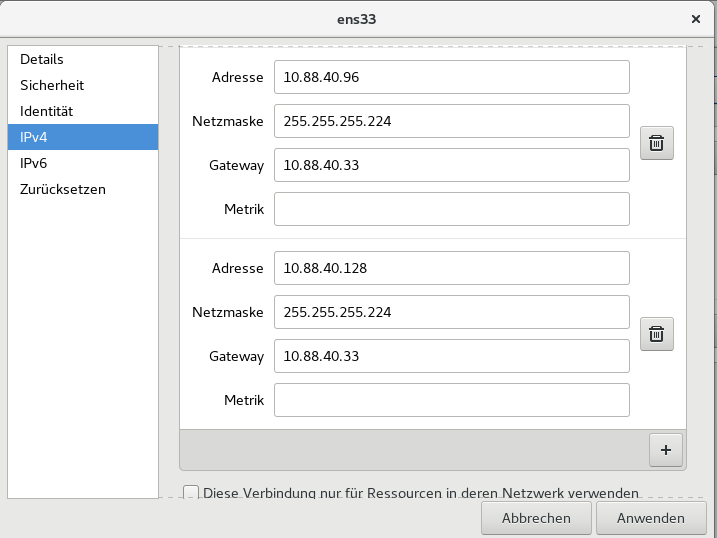 ens33
Details
Sicherheit
Identität
IPv4
IPv6
Zurücksetzen
Adresse 10.88.40.96
Netzmaske 255.255.255.224
Gateway 10.88.40.33
Metrik
Adresse 10.88.40.128
Netzmaske 255.255.255.224
Gateway 10.88.40.33
Metrik
Diese Verbindung nur für Ressourcen in deren Netzwerk verwenden
Abbrechen Anwenden